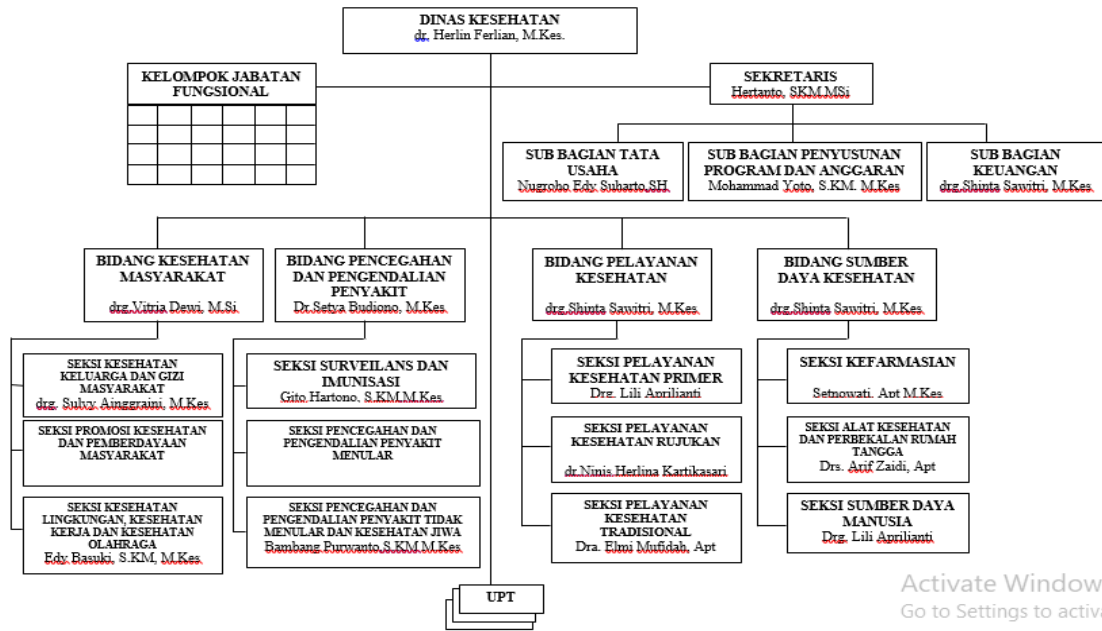 DINAS KESEHATAN
dr. Herlin Ferlian, M.Kes.
KELOMPOK JABATAN
FUNGSIONAL
SEKRETARIS
Hertanto, SKM.MSi
SUB BAGIAN TATA
USAHA
Nugroho Edy Suharto,SH
SUB BAGIAN PENYUSUNAN
PROGRAM DAN ANGGARAN
Mohammad Yoto, S.KM. M.Kes
SUB BAGIAN
KEUANGAN
drg.Shinta Sawitri, M.Kes.
BIDANG KESEHATAN
MASYARAKAT
drg.Vitria Dewi, M.Si
BIDANG PENCEGAHAN
DAN PENGENDALIAN
PENYAKIT
Dr.Setya Budiono, M.Kes
BIDANG PELAYANAN
KESEHATAN
drg.Shinta Sawitri, M.Kes.
BIDANG SUMBER
DAYA KESEHATAN
drg.Shinta Sawitri, M.Kes.
SEKSI KESEHATAN
KELUARGA DAN GIZI
MASYARAKAT
drg. Sulvy Ainggraini, M.Kes.
SEKSI PROMOSI KESEHATAN
DAN PEMBERDAYAAN
MASYARAKAT
SEKSI KESEHATAN
LINGKUNGAN, KESEHATAN
KERJA DAN KESEHATAN
OLAHRAGA
Edy Basuki, S.KM, M.Kes.
SEKSI SURVEILANS DAN
IMUNISASI
Gito Hartono, S.KM.M.Kes.
SEKSI PENCEGAHAN DAN
PENGENDALIAN PENYAKIT
MENULAR
SEKSI PENCEGAHAN DAN
PENGENDALIAN PENYAKIT TIDAK
MENULAR DAN KESEHATAN JIWA
Bambang Purwanto,S.KM.M.Kes.
SEKSI PELAYANAN
KESEHATAN PRIMER
Drg. Lili Aprilianti
SEKSI PELAYANAN
KESEHATAN RUJUKAN
dr.Ninis Herlina Kartikasari
SEKSI PELAYANAN
KESEHATAN
TRADISIONAL
Dra. Elmi Mufidah, Apt
SEKSI KEFARMASIAN
Setnowati, Apt M.Kes
SEKSI ALAT KESEHATAN
DAN PERBEKALAN RUMAH
TANGGA
Drs. Arif Zaidi, Apt
SEKSI SUMBER DAYA
MANUSIA
Drg. Lili Aprilianti
UPT
Activate Window
Go to Settings to activa